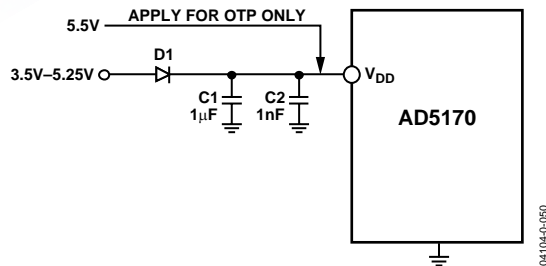 APPLY FOR OTP ONLY
5.5V
D1
3.5V–5.25V
VDD
C1
1μF
C2
1nF
AD5170
04104-0-050